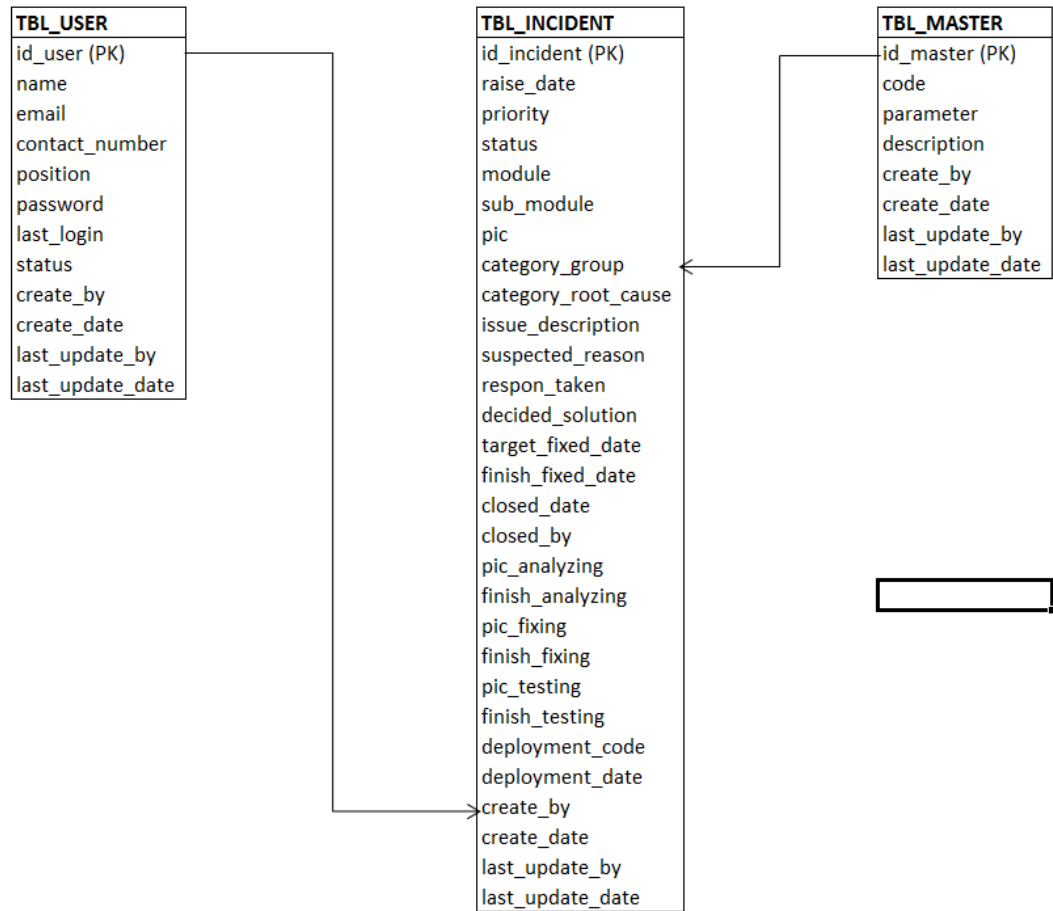 TBL_USER
id_user (PK)
name
email
contact_number
position
password
last_login
status
create_by
create_date
last_update_by
last_update_date
TBL_INCIDENT
id_incident (PK)
raise_date
priority
status
module
sub_module
pic
category_group
category_root_cause
issue_description
suspected_reason
respon_taken
decided_solution
target_fixed_date
finish_fixed_date
closed_date
closed_by
pic_analyzing
finish_analyzing
pic_fixing
finish_fixing
pic_testing
finish_testing
deployment_code
deployment_date
create_by
create_date
last_update_by
last_update_date
TBL_MASTER
id_master (PK)
code
parameter
description
create_by
create_date
last_update_by
last_update_date